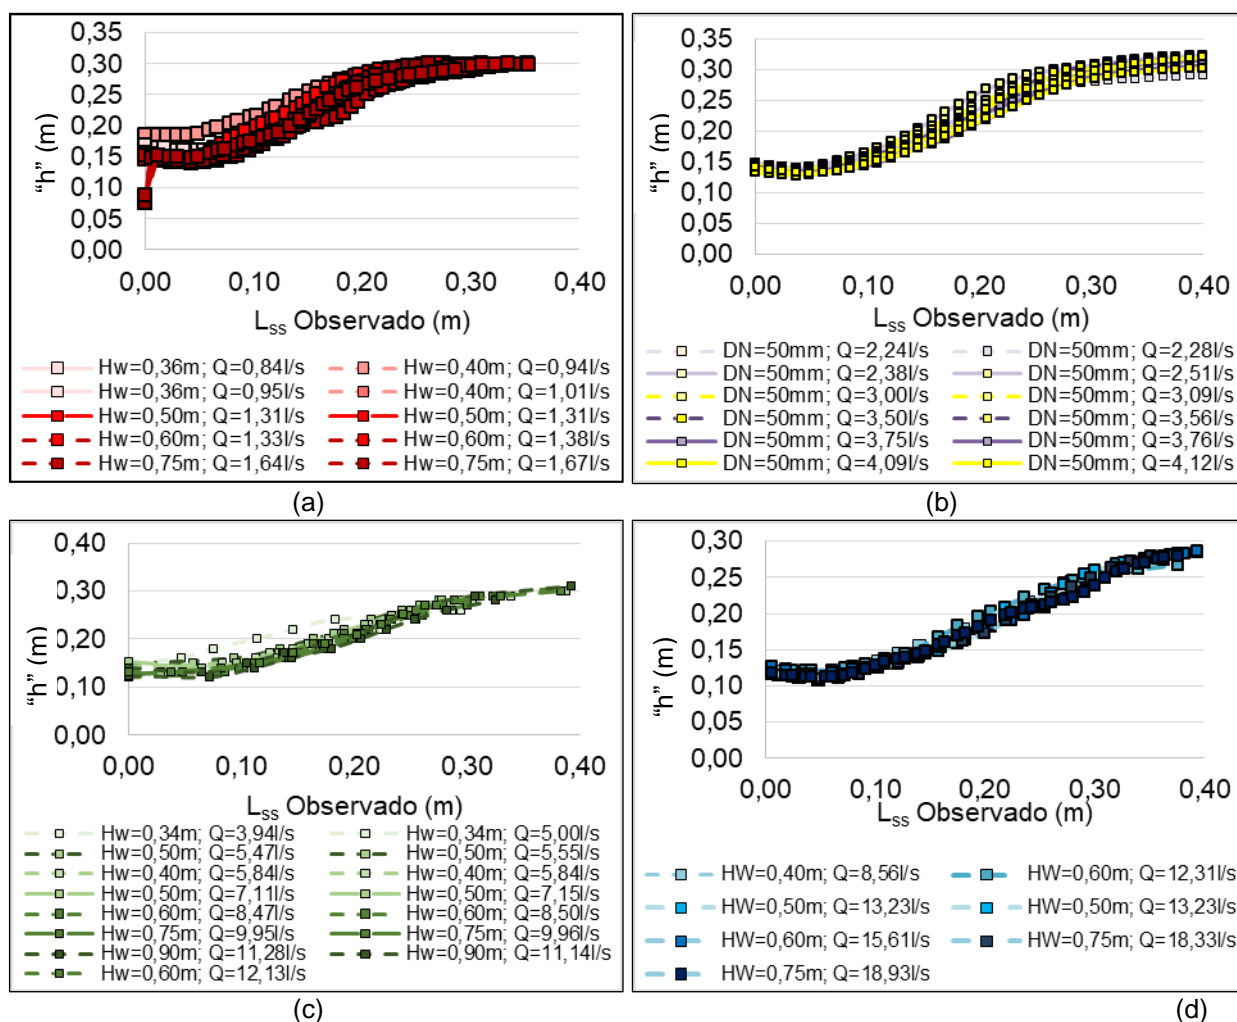 0,35
0,30
0,25
0,20
0,15
0,10
0,05
0,00
"h" (m)
0,00 0,10 0,20 0,30 0,40
Lss Observado (m)
Hw=0,36m; Q=0,84l/s Hw=0,40m; Q=0,94l/s
Hw=0,36m; Q=0,95l/s Hw=0,40m; Q=1,01l/s
Hw=0,50m; Q=1,31l/s Hw=0,50m; Q=1,31l/s
Hw=0,60m; Q=1,33l/s Hw=0,60m; Q=1,38l/s
Hw=0,75m; Q=1,64l/s Hw=0,75m; Q=1,67l/s
(a)
0,35
0,30
0,25
0,20
0,15
0,10
0,05
0,00
"h" (m)
0,00 0,10 0,20 0,30 0,40
Lss Observado (m)
DN=50mm; Q=2,24l/s DN=50mm; Q=2,28l/s
DN=50mm; Q=2,38l/s DN=50mm; Q=2,51l/s
DN=50mm; Q=3,00l/s DN=50mm; Q=3,09l/s
DN=50mm; Q=3,50l/s DN=50mm; Q=3,56l/s
DN=50mm; Q=3,75l/s DN=50mm; Q=3,76l/s
DN=50mm; Q=4,09l/s DN=50mm; Q=4,12l/s
(b)
0,40
0,30
0,20
0,10
0,00
"h" (m)
0,00 0,10 0,20 0,30 0,40
Lss Observado (m)
Hw=0,34m; Q=3,94l/s Hw=0,34m; Q=5,00l/s
Hw=0,50m; Q=5,47l/s Hw=0,50m; Q=5,55l/s
Hw=0,40m; Q=5,84l/s Hw=0,40m; Q=5,84l/s
Hw=0,50m; Q=7,11l/s Hw=0,50m; Q=7,15l/s
Hw=0,60m; Q=8,47l/s Hw=0,60m; Q=8,50l/s
Hw=0,75m; Q=9,95l/s Hw=0,75m; Q=9,96l/s
Hw=0,90m; Q=11,28l/s Hw=0,90m; Q=11,14l/s
Hw=0,60m; Q=12,13l/s
(c)
0,30
0,25
0,20
0,15
0,10
0,05
0,00
"h" (m)
0,00 0,10 0,20 0,30 0,40
Lss Observado (m)
HW=0,40m; Q=8,56l/s HW=0,60m; Q=12,31l/s
HW=0,50m; Q=13,23l/s HW=0,50m; Q=13,23l/s
HW=0,60m; Q=15,61l/s HW=0,75m; Q=18,33l/s
HW=0,75m; Q=18,93l/s
(d)